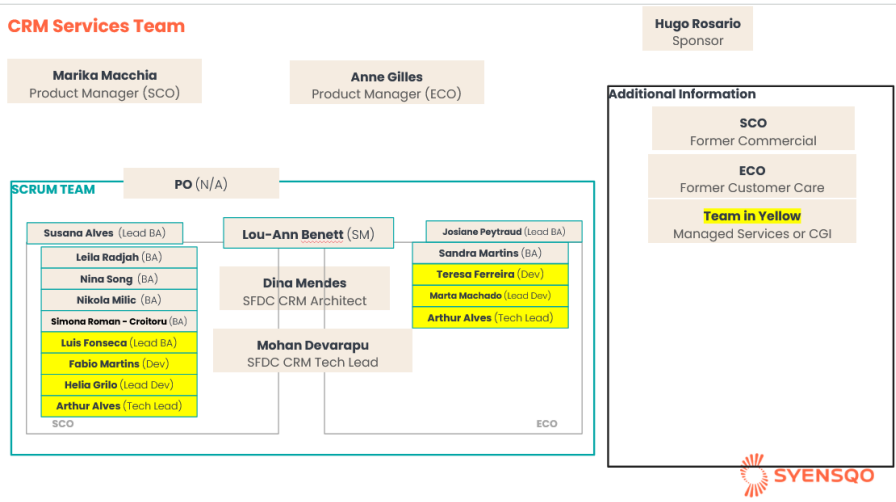 CRM Services Team
Hugo Rosario
Sponsor
Marika Macchia
Product Manager (SCO)
Anne Gilles
Product Manager (ECO)
Additional Information
SCO
Former Commercial
ECO
Former Customer Care
Team in Yellow
Managed Services or CGI
SCRUM TEAM
PO (N/A)
Susana Alves (Lead BA)
Leila Radjah (BA)
Nina Song (BA)
Nikola Milic (BA)
Simona Roman - Croitoru (BA)
Luis Fonseca (Lead BA)
Fabio Martins (Dev)
Helia Grilo (Lead Dev)
Arthur Alves (Tech Lead)
SCO
Lou-Ann Benett (SM)
Dina Mendes
SFDC CRM Architect
Mohan Devarapu
SFDC CRM Tech Lead
Josiane Peytraud (Lead BA)
Sandra Martins (BA)
Teresa Ferreira (Dev)
Marta Machado (Lead Dev)
Arthur Alves (Tech Lead)
ECO
SYENSQO